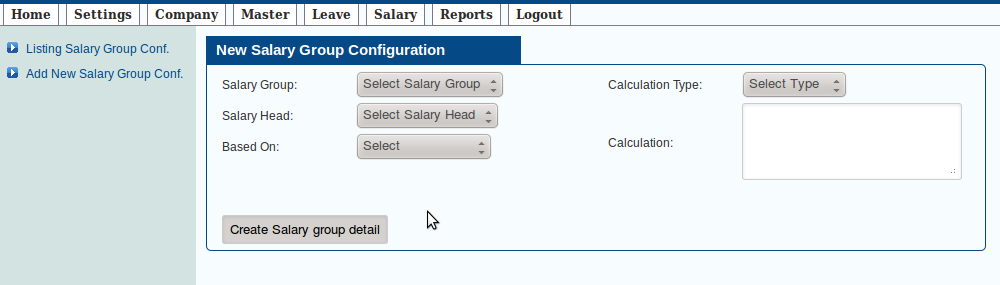 Home Settings Company Master Leave Salary Reports Logout
Listing Salary Group Conf.
Add New Salary Group Conf.
New Salary Group Configuration
Salary Group: Select Salary Group Calculation Type: Select Type
Salary Head: Select Salary Head
Based On: Select Calculation:
Create Salary group detail